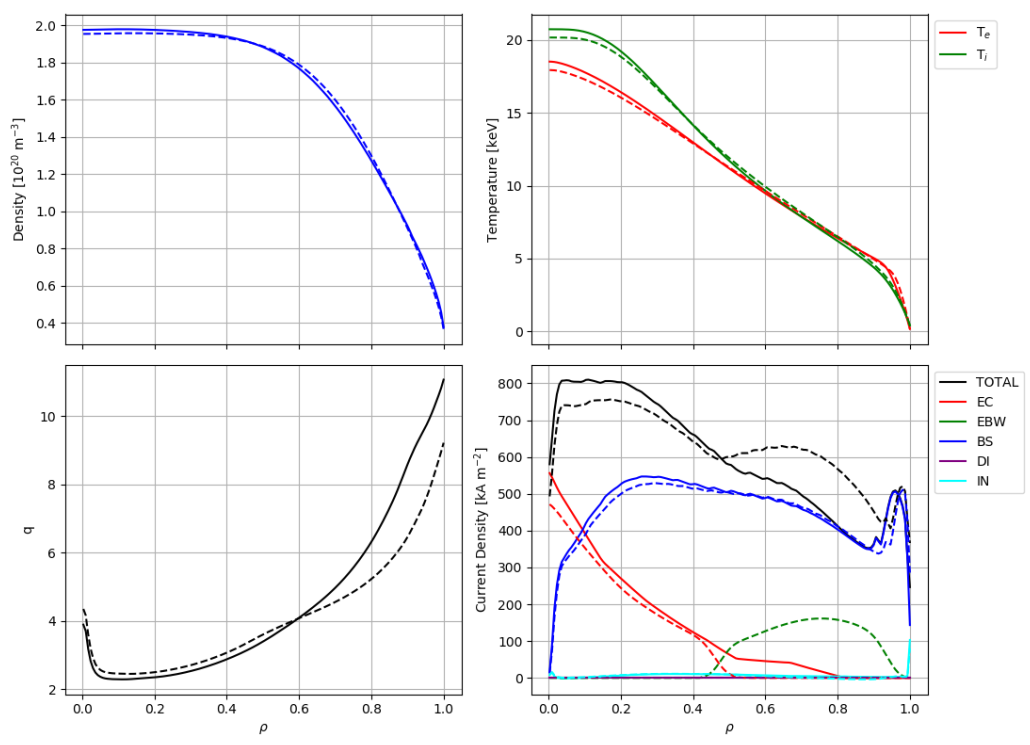 Density [10^20 m^-3]
2.0
1.8
1.6
1.4
1.2
1.0
0.8
0.6
0.4
Temperature [keV]
20
15
10
5
0
T_e
T_i
q
10
8
6
4
2
0.0 0.2 0.4 0.6 0.8 1.0
ρ
Current Density [kA m^-2]
800
700
600
500
400
300
200
100
0
0.0 0.2 0.4 0.6 0.8 1.0
ρ
TOTAL
EC
EBW
BS
DI
IN